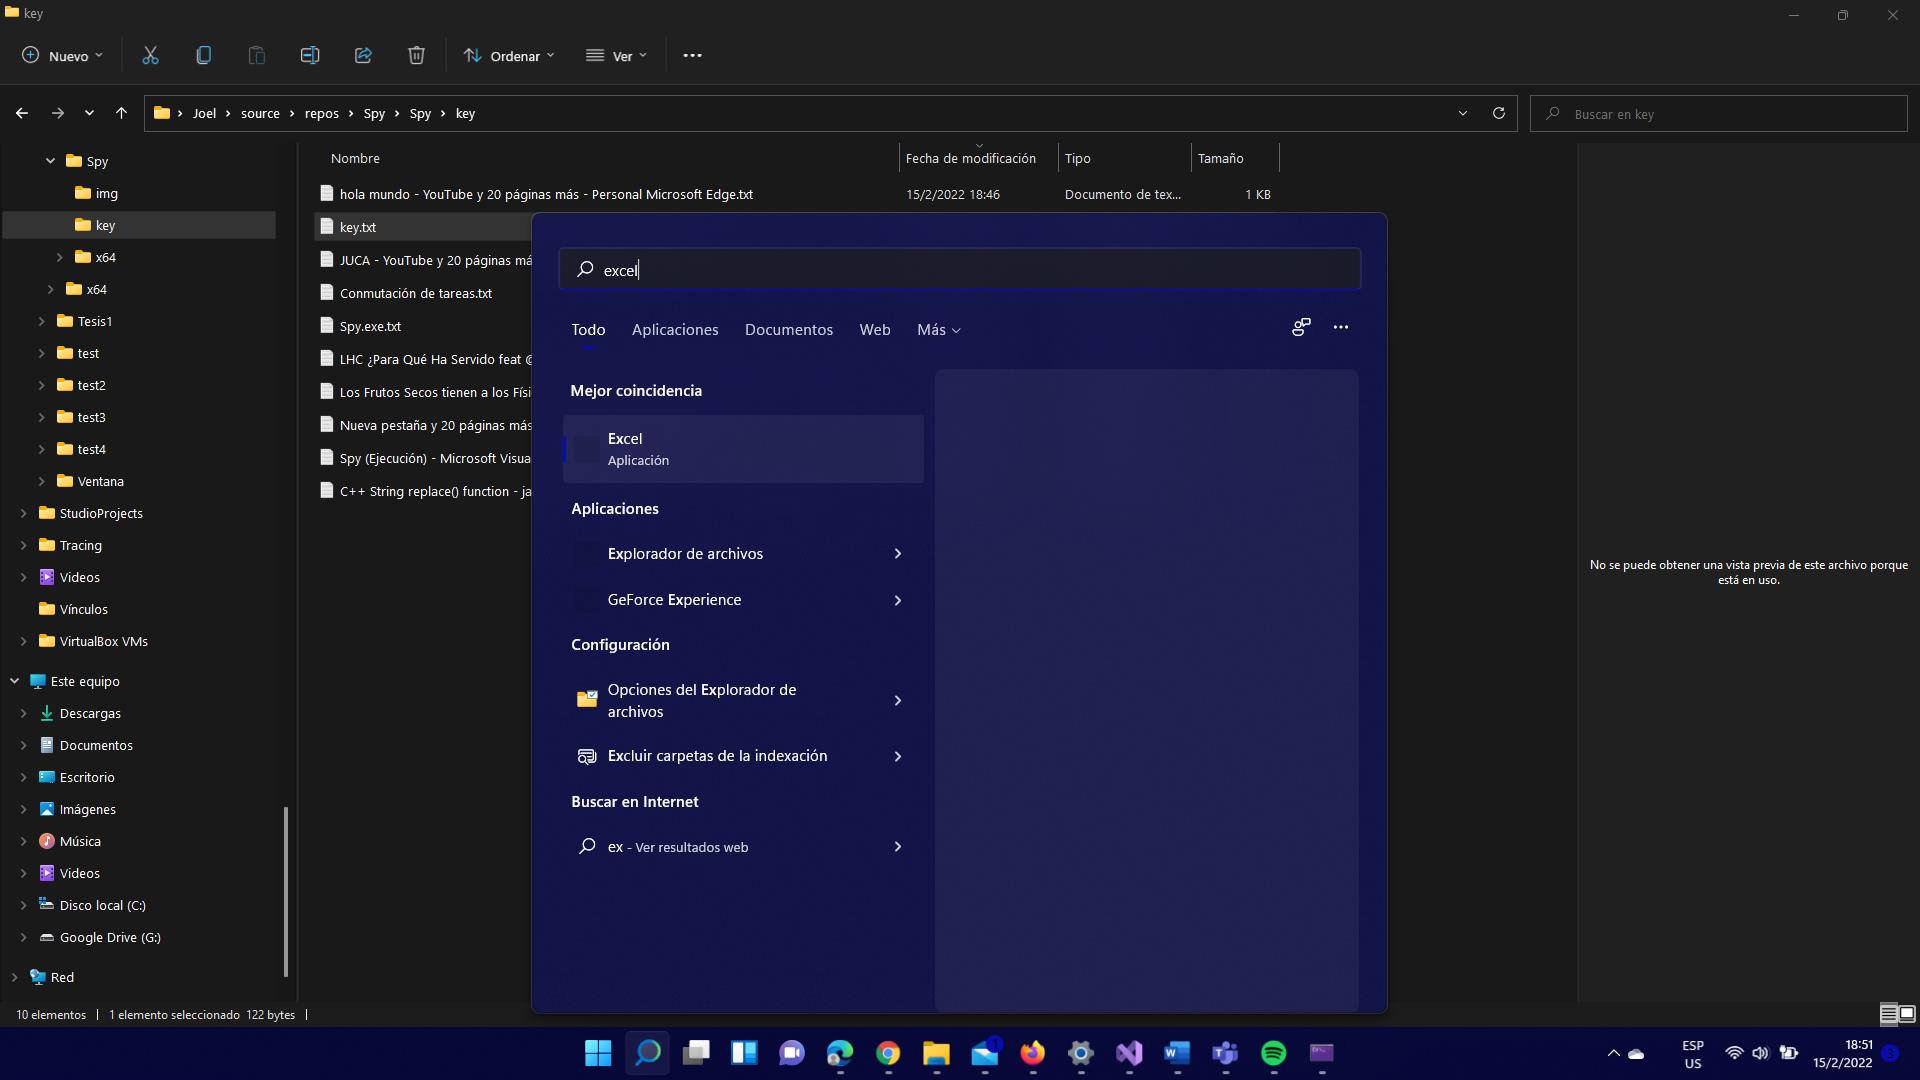 key
Nuevo
Ordenar
Ver
Joel
source
repos
Spy
Spy
key
Buscar en key
Spy
img
key
x64
x64
Tesis1
test
test2
test3
test4
Ventana
StudioProjects
Tracing
Videos
Vínculos
VirtualBox VMs
Este equipo
Descargas
Documentos
Escritorio
Imágenes
Música
Videos
Disco local (C:)
Google Drive (G:)
Red
Nombre
Fecha de modificación
Tipo
Tamaño
hola mundo - YouTube y 20 páginas más - Personal Microsoft Edge.txt
15/2/2022 18:46
Documento de tex...
1 KB
key.txt
JUCA - YouTube y 20 páginas má
Conmutación de tareas.txt
Spy.exe.txt
LHC ¿Para Qué Ha Servido feat @
Los Frutos Secos tienen a los Físi
Nueva pestaña y 20 páginas más
Spy (Ejecución) - Microsoft Visua
C++ String replace() function - ja
excel
Todo
Aplicaciones
Documentos
Web
Más
Mejor coincidencia
Excel
Aplicación
Aplicaciones
Explorador de archivos
GeForce Experience
Configuración
Opciones del Explorador de
archivos
Excluir carpetas de la indexación
Buscar en Internet
ex - Ver resultados web
No se puede obtener una vista previa de este archivo porque
está en uso.
10 elementos
1 elemento seleccionado 122 bytes
1
ESP
US
18:51
15/2/2022
3